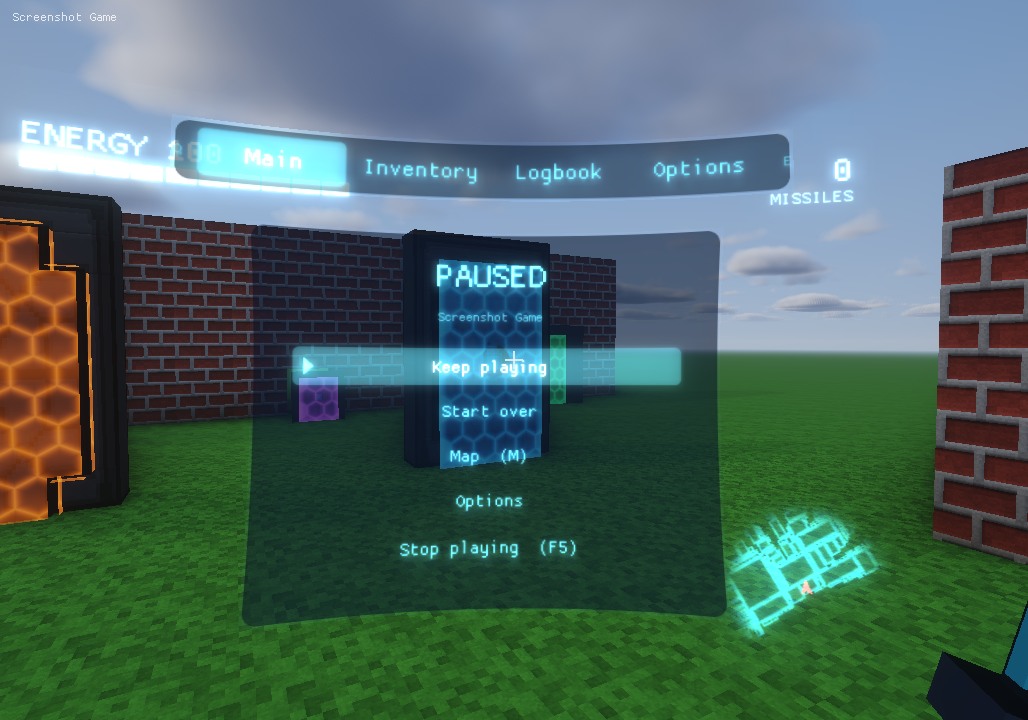 Screenshot Game
ENERGY 100
Main
Inventory
Logbook
Options
0
MISSILES
PAUSED
Screenshot Game
Keep playing
Start over
Map (M)
Options
Stop playing (F5)